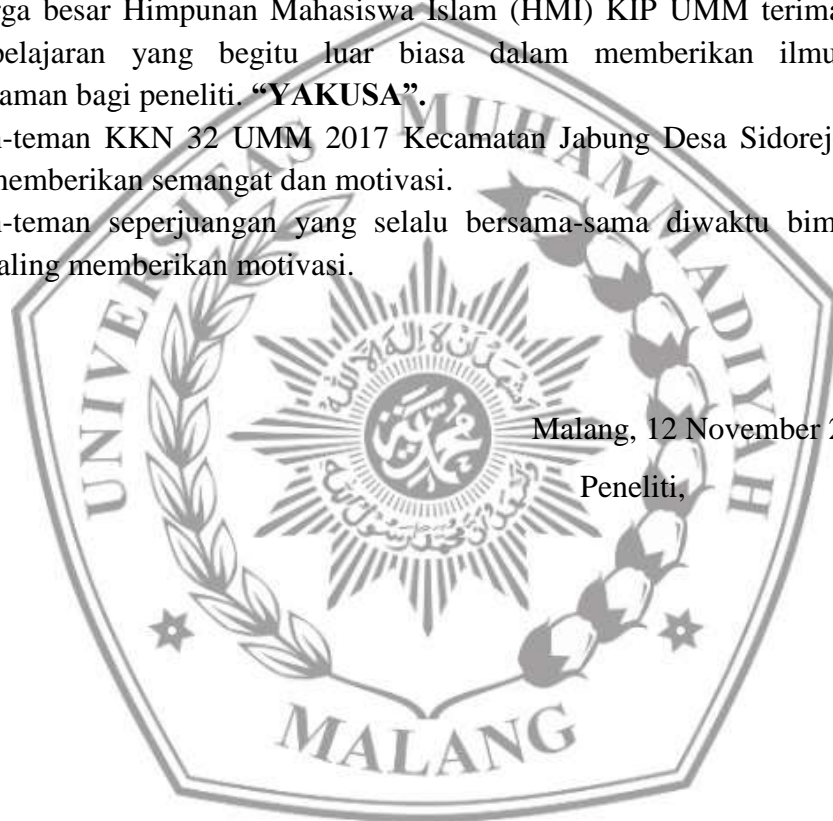 rga besar Himpunan Mahasiswa Islam (HMI) KIP UMM terima
elajaran yang begitu luar biasa dalam memberikan ilmu
aman bagi peneliti. “YAKUSA”.
-teman KKN 32 UMM 2017 Kecamatan Jabung Desa Sidorej
memberikan semangat dan motivasi.
-teman seperjuangan yang selalu bersama-sama diwaktu bim
aling memberikan motivasi.
Malang, 12 November 2
Peneliti,
UNIVERSITAS MUHAMMADIYAH
MALANG